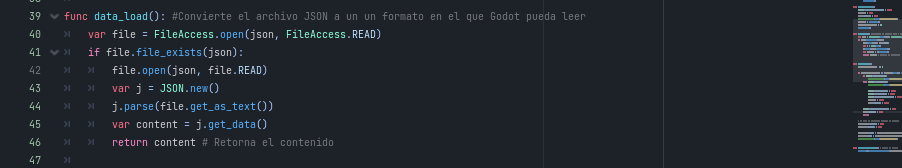 39 func data_load(): #Convierte el archivo JSON a un un formato en el que Godot pueda leer
40 var file = FileAccess.open(json, FileAccess.READ)
41 if file.file_exists(json):
42 file.open(json, file.READ)
43 var j = JSON.new()
44 j.parse(file.get_as_text())
45 var content = j.get_data()
46 return content # Retorna el contenido
47